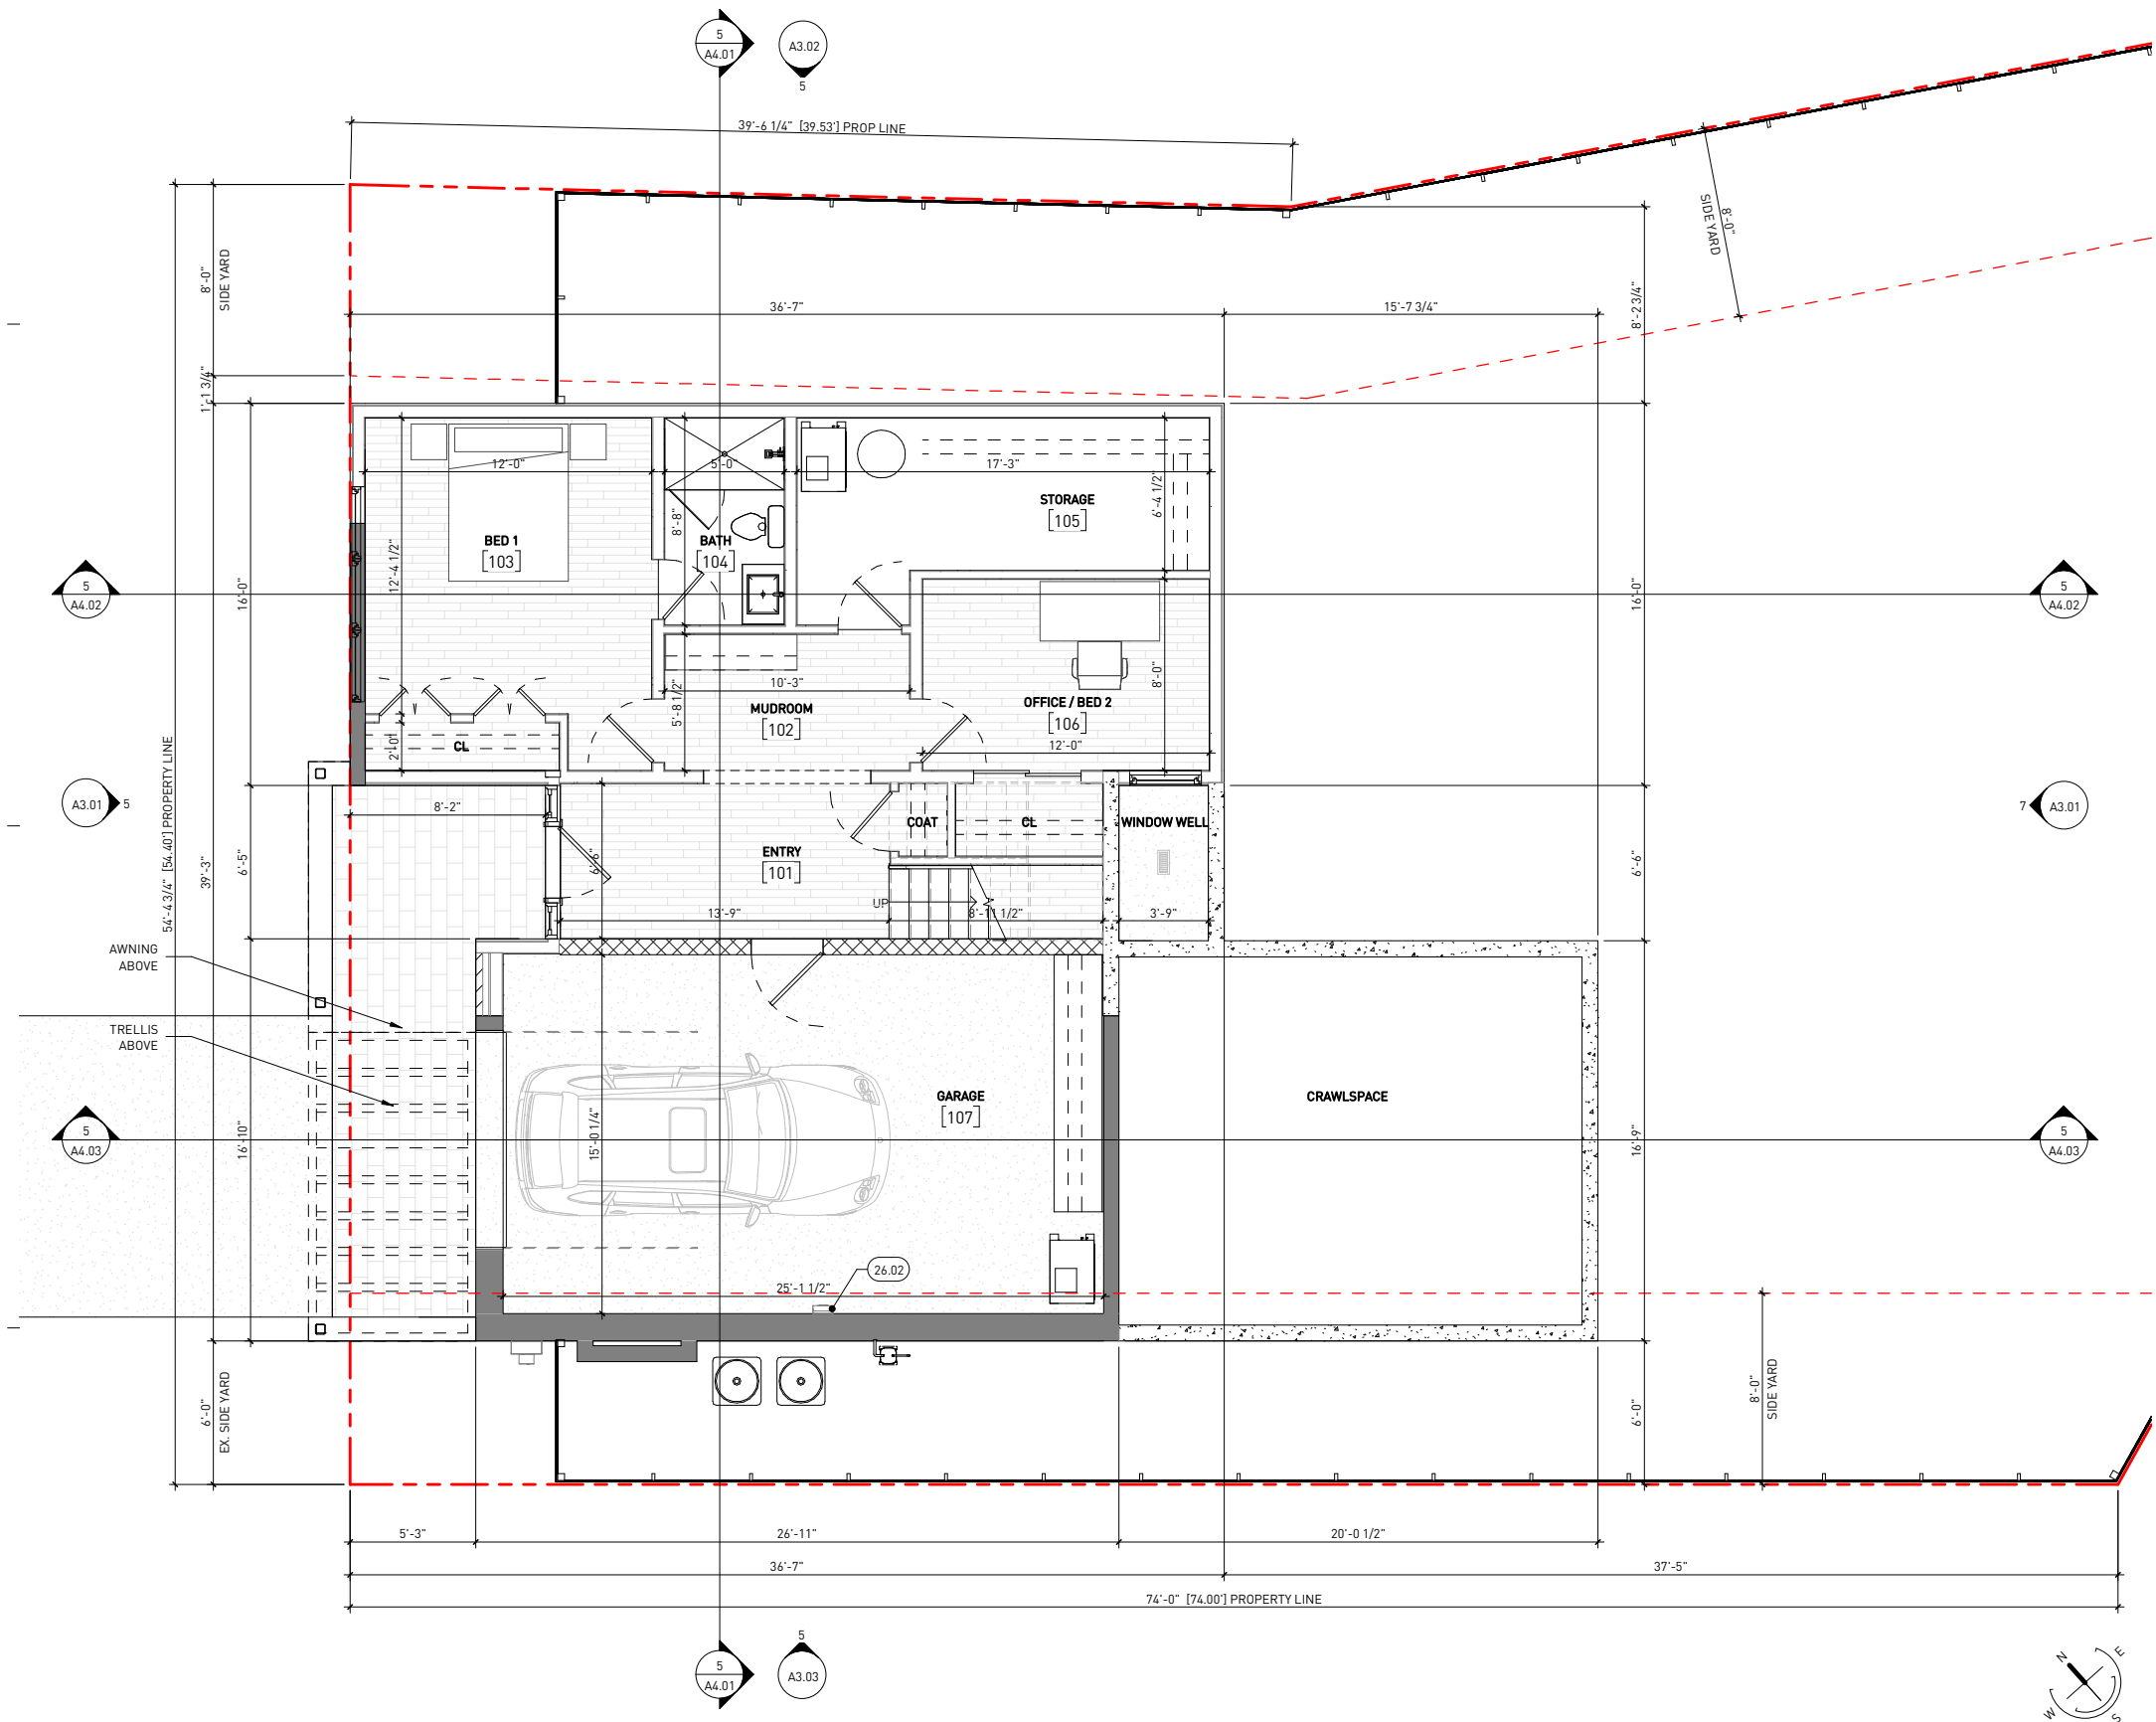 5
A4.01
A3.02
5
39'-6 1/4" [39.53'] PROP LINE
8'-0"
SIDE YARD
8'-0"
SIDE YARD
36'-7"
15'-7 3/4"
8'-2 3/4"
1'-1 3/4"
12'-0"
5'-0"
17'-3"
6'-4 1/2"
STORAGE
[105]
BED 1
[103]
8'-8"
BATH
[104]
12'-4 1/2"
5
A4.02
16'-0"
16'-0"
5
A4.02
8'-0"
10'-3"
5'-8 1/2"
MUDROOM
[102]
OFFICE / BED 2
[106]
12'-0"
CL
2'-0"
54'-4 3/4" [54.40'] PROPERTY LINE
A3.01
5
8'-2"
COAT
CL
WINDOW WELL
7
A3.01
39'-3"
6'-5"
6'-6"
ENTRY
[101]
6'-6"
UP
13'-9"
8'-11 1/2"
3'-9"
AWNING
ABOVE
TRELLIS
ABOVE
GARAGE
[107]
CRAWLSPACE
5
A4.03
16'-10"
15'-0 1/4"
16'-9"
5
A4.03
26.02
25'-1 1/2"
6'-0"
EX. SIDE YARD
6'-0"
8'-0"
SIDE YARD
5'-3"
26'-11"
20'-0 1/2"
36'-7"
37'-5"
74'-0" [74.00'] PROPERTY LINE
5
A4.01
5
A3.03
N
E
W
S